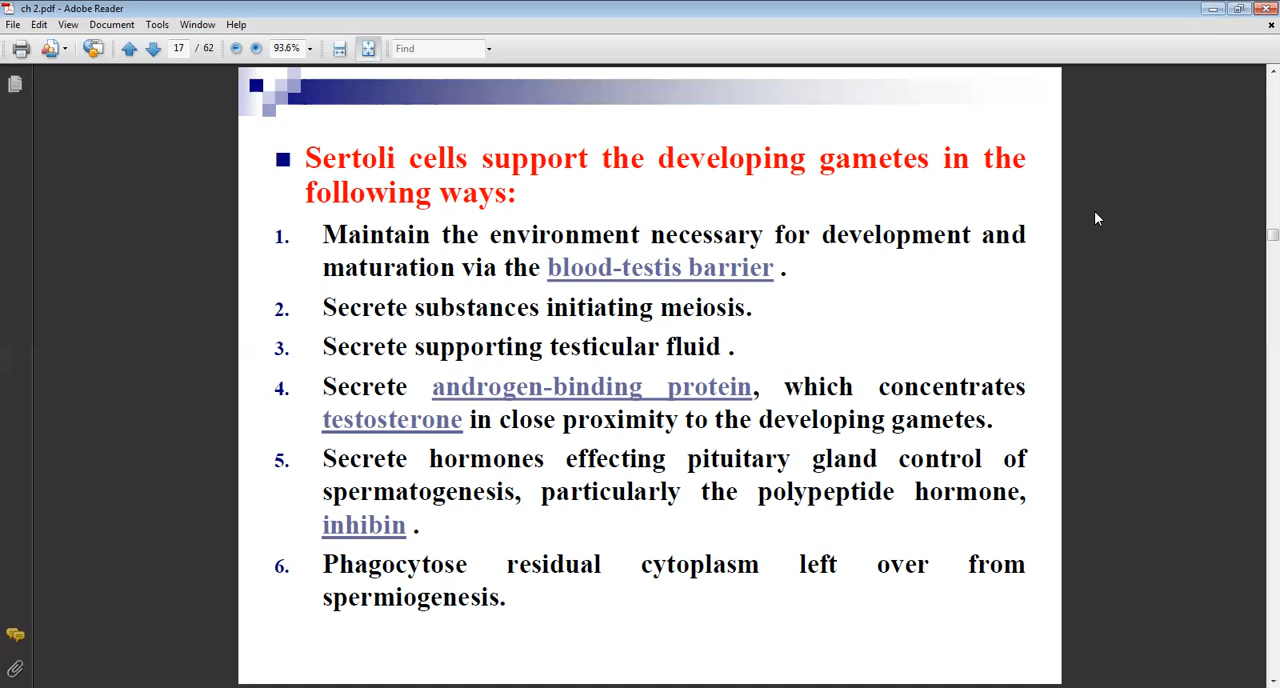 ch 2.pdf - Adobe Reader
File Edit View Document Tools Window Help
17 / 62 93.6% Find
Sertoli cells support the developing gametes in the
following ways:
1. Maintain the environment necessary for development and
maturation via the blood-testis barrier .
2. Secrete substances initiating meiosis.
3. Secrete supporting testicular fluid .
4. Secrete androgen-binding protein, which concentrates
testosterone in close proximity to the developing gametes.
5. Secrete hormones effecting pituitary gland control of
spermatogenesis, particularly the polypeptide hormone,
inhibin .
6. Phagocytose residual cytoplasm left over from
spermiogenesis.